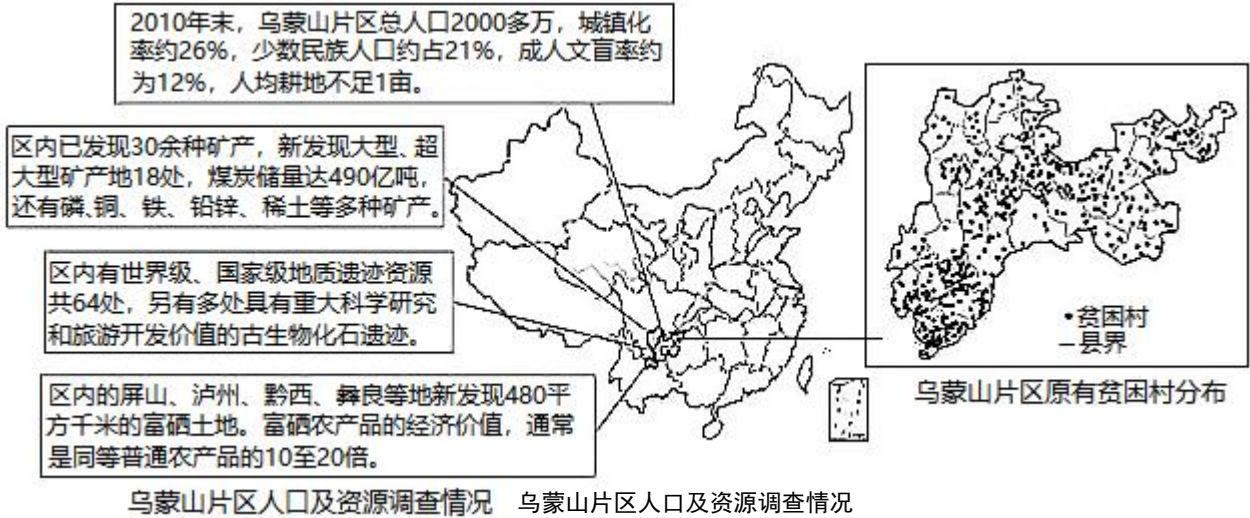 2010年末，乌蒙山片区总人口2000多万，城镇化
率约26%，少数民族人口约占21%，成人文盲率约
为12%，人均耕地不足1亩。
区内已发现30余种矿产，新发现大型、超
大型矿产地18处，煤炭储量达490亿吨，
还有磷、铜、铁、铅锌、稀土等多种矿产。
区内有世界级、国家级地质遗迹资源
共64处，另有多处具有重大科学研究
和旅游开发价值的古生物化石遗迹。
区内的屏山、泸州、黔西、彝良等地新发现480平
方千米的富硒土地。富硒农产品的经济价值，通常
是同等普通农产品的10至20倍。
贫困村
县界
乌蒙山片区原有贫困村分布
乌蒙山片区人口及资源调查情况 乌蒙山片区人口及资源调查情况